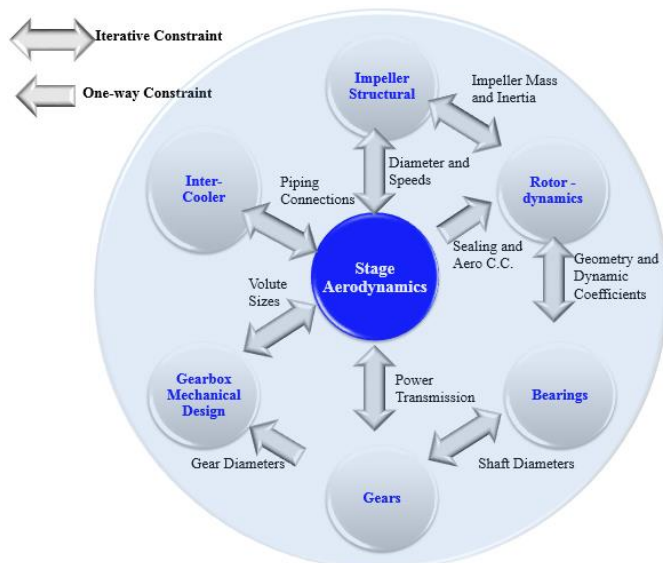 Iterative Constraint
One-way Constraint
Impeller
Structural
Impeller Mass
and Inertia
Inter-
Cooler
Piping
Connections
Diameter and
Speeds
Rotor -
dynamics
Stage
Aerodynamics
Sealing and
Aero C.C.
Geometry and
Dynamic
Coefficients
Volute
Sizes
Gearbox
Mechanical
Design
Power
Transmission
Bearings
Gear Diameters
Shaft Diameters
Gears